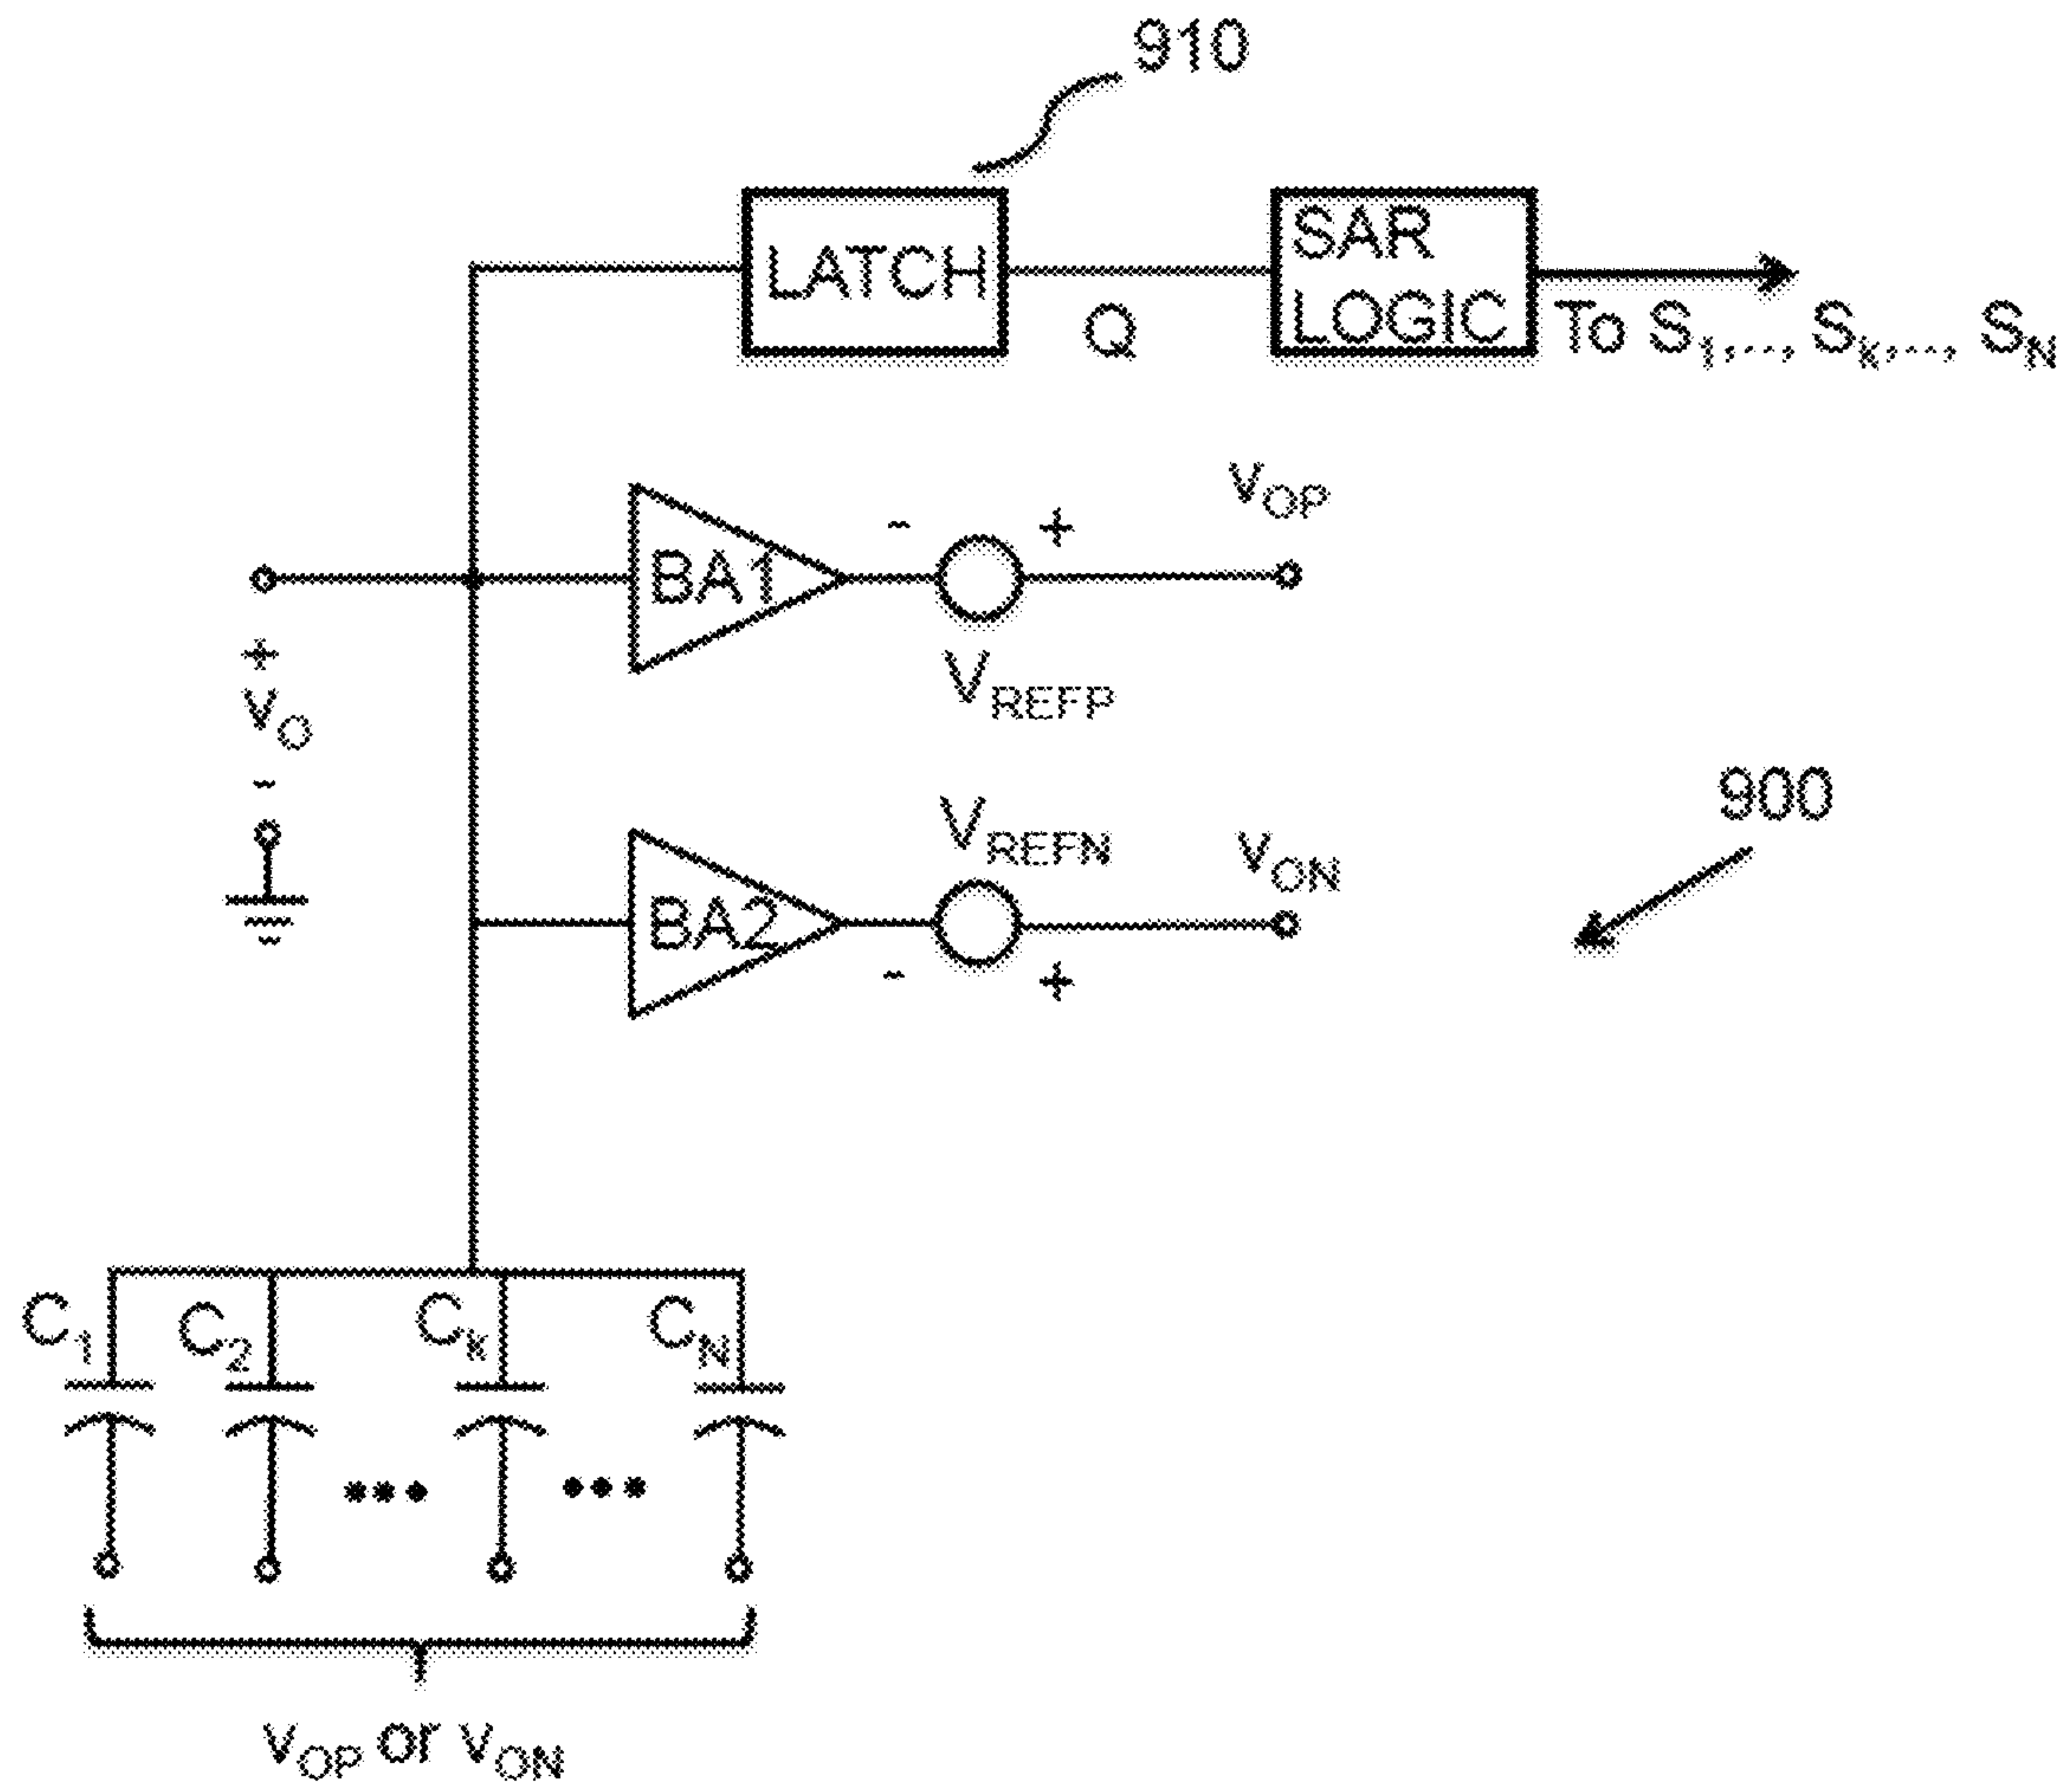 910
LATCH
SAR
LOGIC
Q
To S1,..., Sk,..., SN
vOP
- +
BA1
+
vO
-
VREFP
900
VREFN
vON
BA2
- +
C1 C2 Ck CN
••• •••
vOP or vON